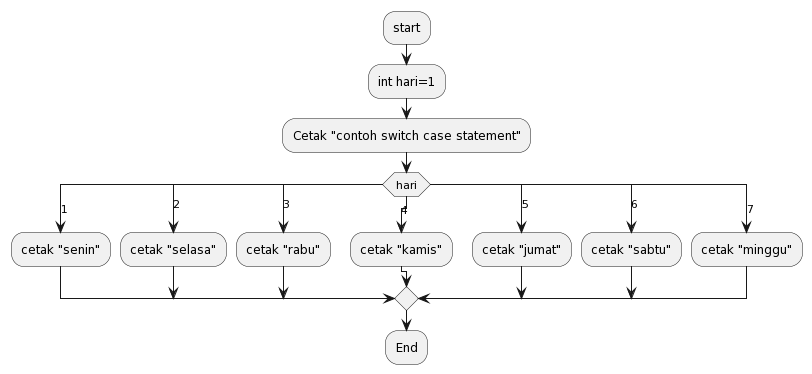 start
int hari=1
Cetak "contoh switch case statement"
hari
1
2
3
4
5
6
7
cetak "senin"
cetak "selasa"
cetak "rabu"
cetak "kamis"
cetak "jumat"
cetak "sabtu"
cetak "minggu"
End